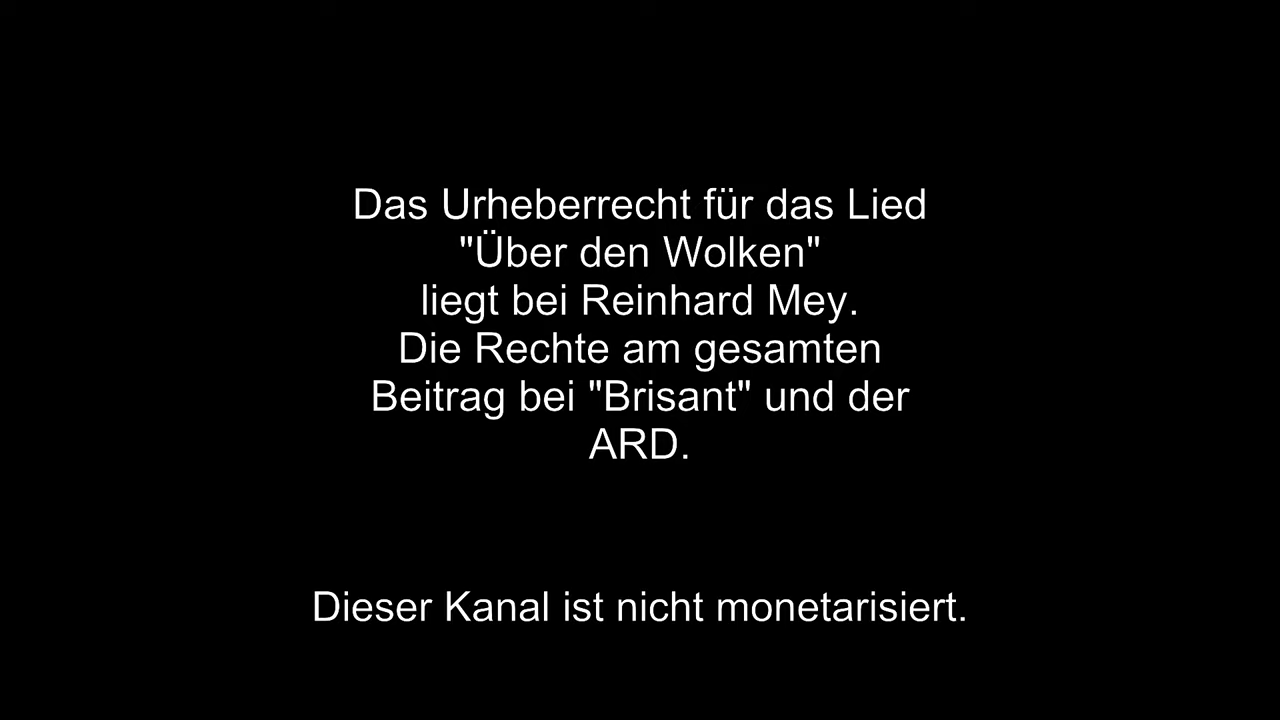 Das Urheberrecht für das Lied
"Über den Wolken"
liegt bei Reinhard Mey.
Die Rechte am gesamten
Beitrag bei "Brisant" und der
ARD.
Dieser Kanal ist nicht monetarisiert.